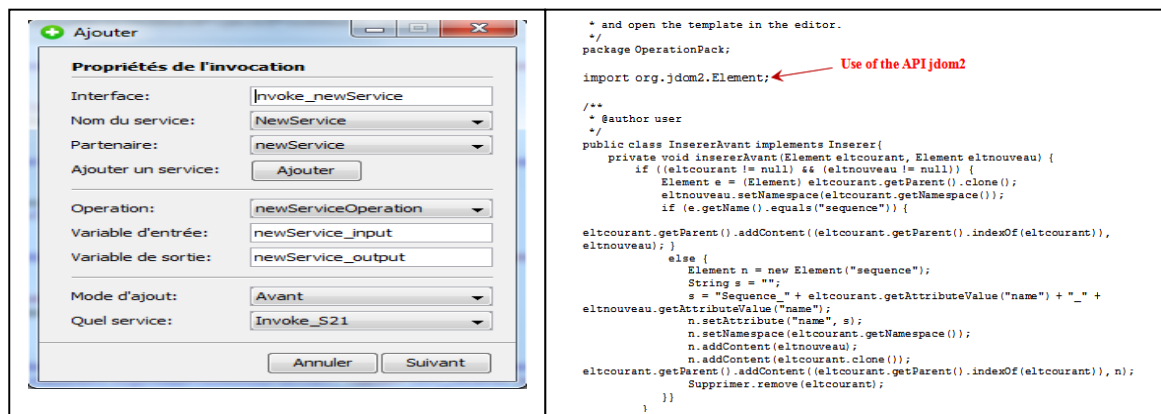 Ajouter
Propriétés de l'invocation
Interface: Invoke_newService
Nom du service: NewService
Partenaire: newService
Ajouter un service: Ajouter
Operation: newServiceOperation
Variable d'entrée: newService_input
Variable de sortie: newService_output
Mode d'ajout: Avant
Quel service: Invoke_S21
Annuler Suivant
* and open the template in the editor.
*/
package OperationPack;
Use of the API jdom2
import org.jdom2.Element;
/**
* @author user
*/
public class InsererAvant implements Inserer{
private void insererAvant(Element eltcourant, Element eltnouveau) {
if ((eltcourant != null) && (eltnouveau != null)) {
Element e = (Element) eltcourant.getParent().clone();
eltnouveau.setNamespace(eltcourant.getNamespace());
if (e.getName().equals("sequence")) {
eltcourant.getParent().addContent((eltcourant.getParent().indexOf(eltcourant)),
eltnouveau); }
else {
Element n = new Element("sequence");
String s = "";
s = "Sequence_" + eltcourant.getAttributeValue("name") + "_" +
eltnouveau.getAttributeValue("name");
n.setAttribute("name", s);
n.setNamespace(eltcourant.getNamespace());
n.addContent(eltnouveau);
n.addContent(eltcourant.clone());
eltcourant.getParent().addContent((eltcourant.getParent().indexOf(eltcourant)), n);
Supprimer.remove(eltcourant);
}}
}